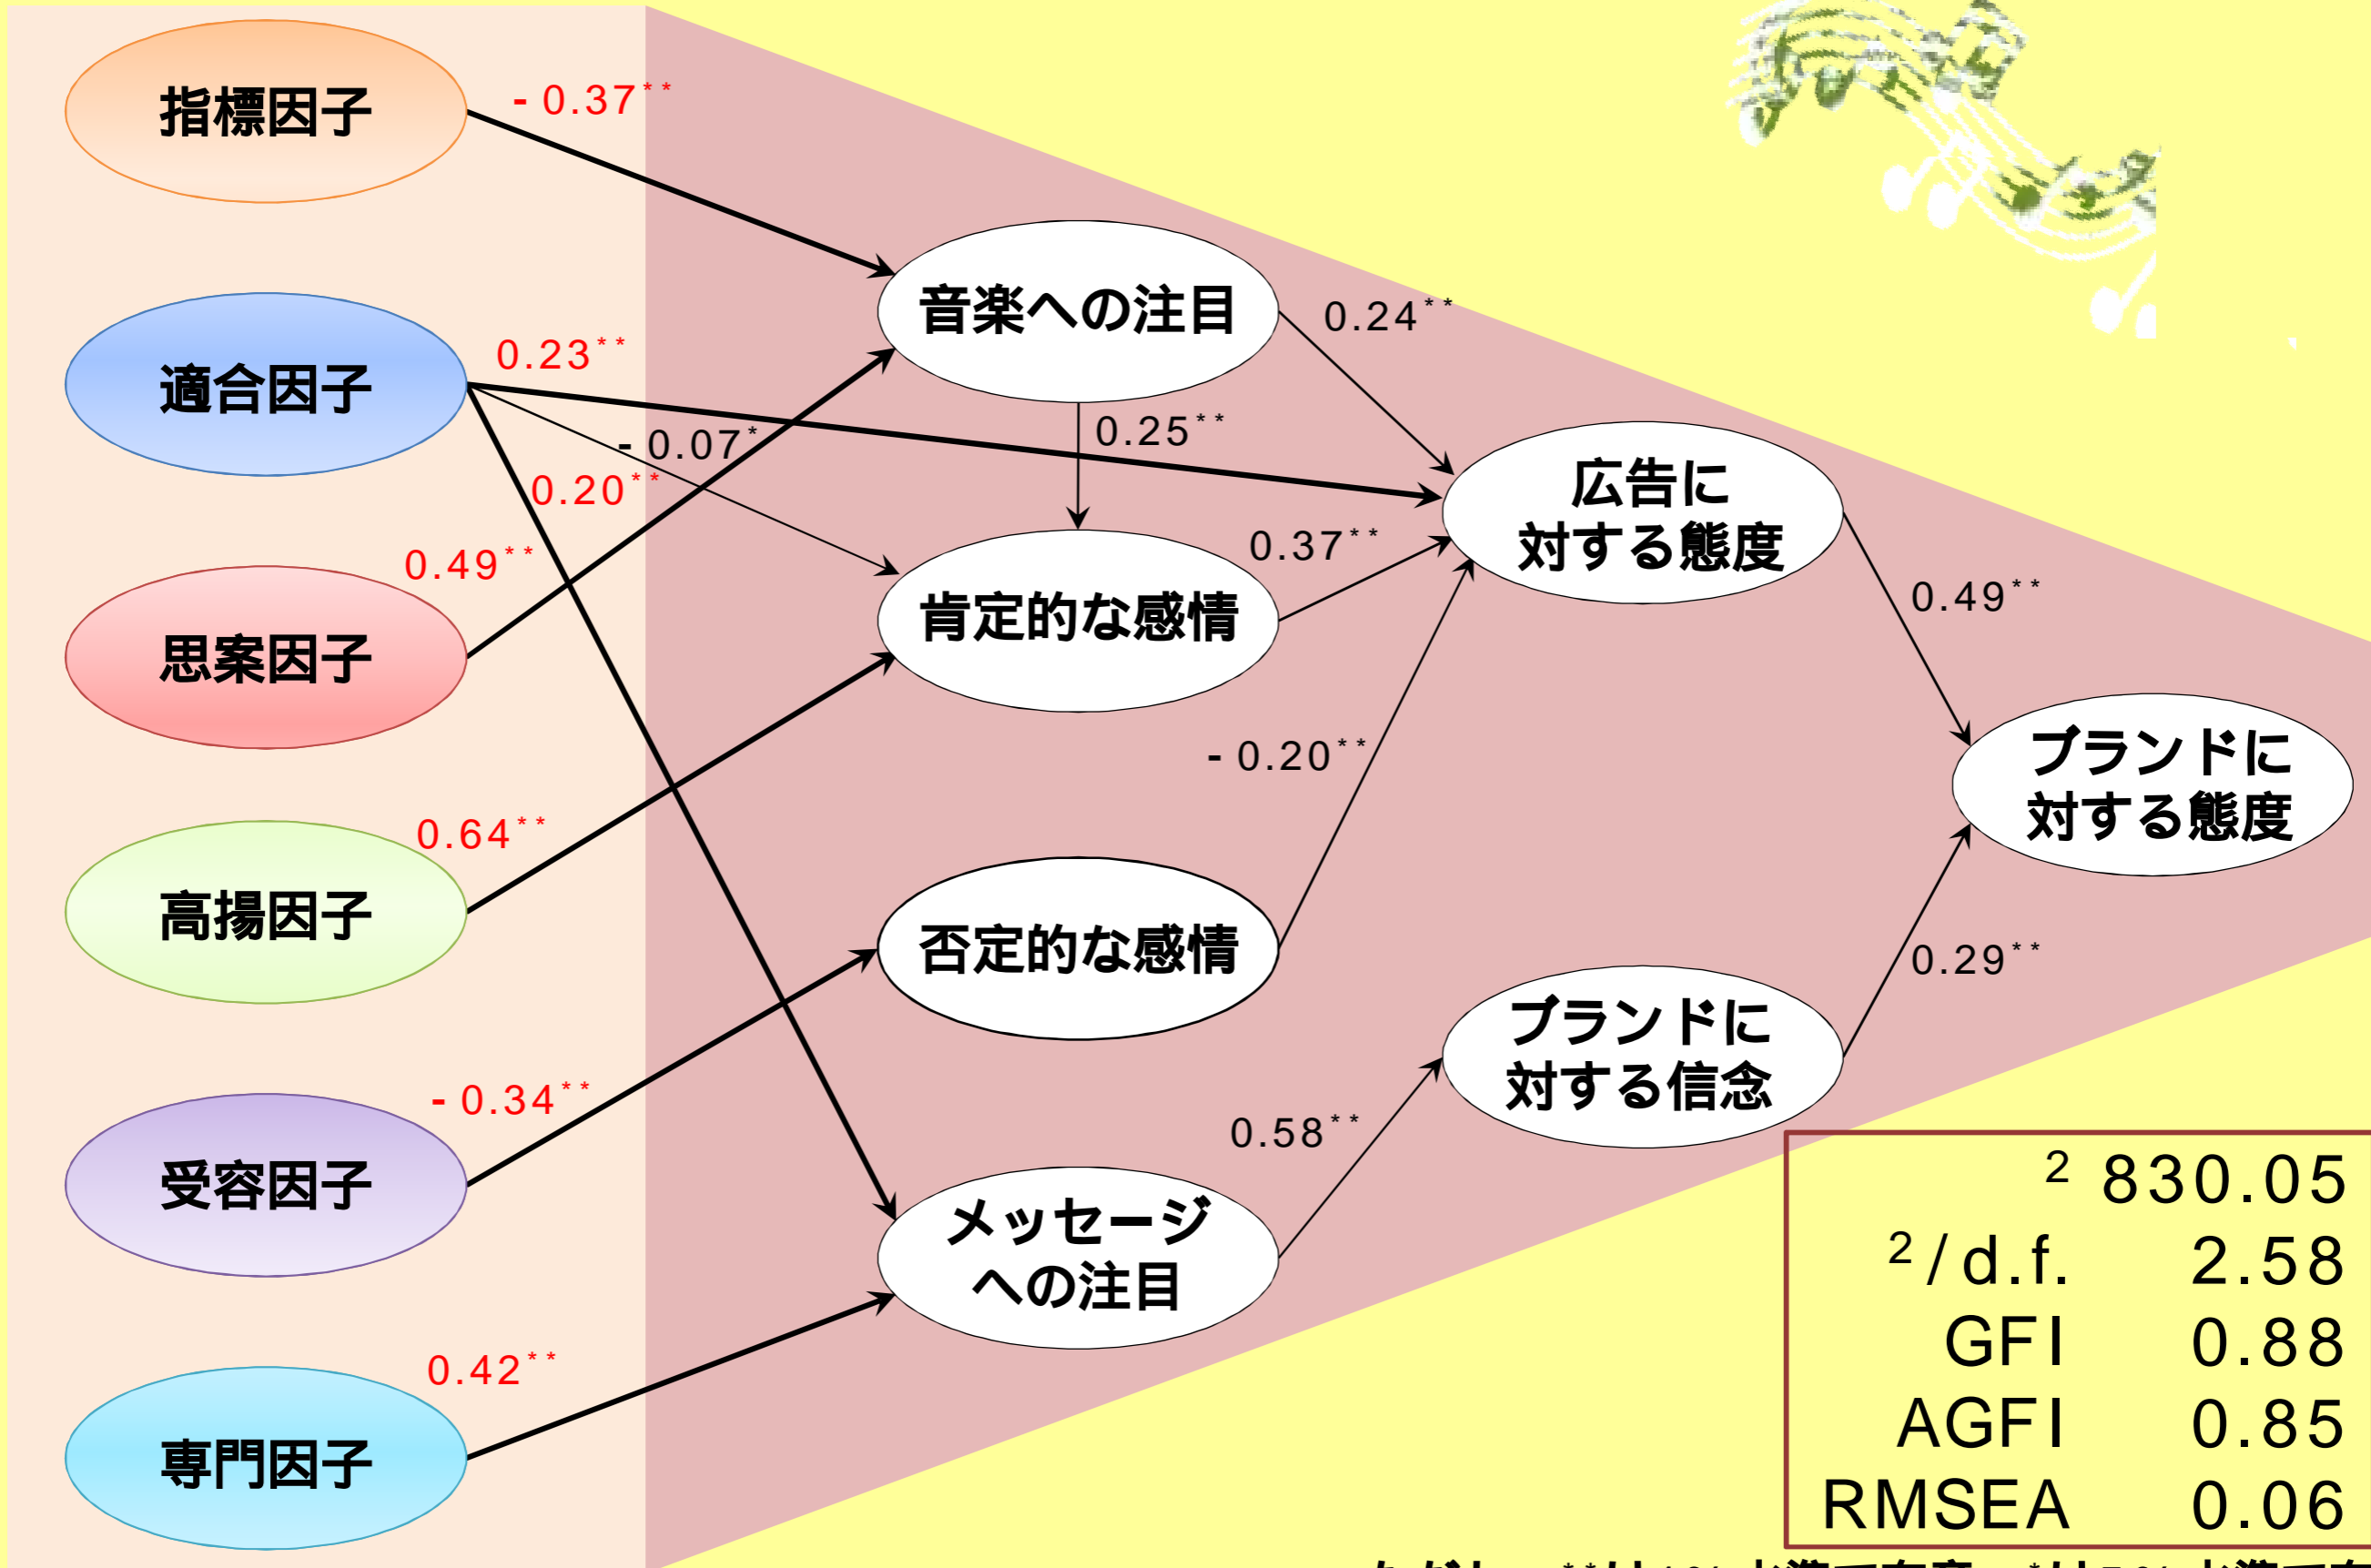 指標因子
- 0.37**
音楽への注目
0.24**
適合因子
0.23**
- 0.07*
0.20**
0.25**
広告に
対する態度
0.37**
0.49**
思案因子
肯定的な感情
0.49**
- 0.20**
ブランドに
対する態度
0.64**
高揚因子
否定的な感情
0.29**
ブランドに
対する信念
- 0.34**
0.58**
受容因子
メッセージ
への注目
0.42**
専門因子
2 830.05
2/d.f. 2.58
GFI 0.88
AGFI 0.85
RMSEA 0.06